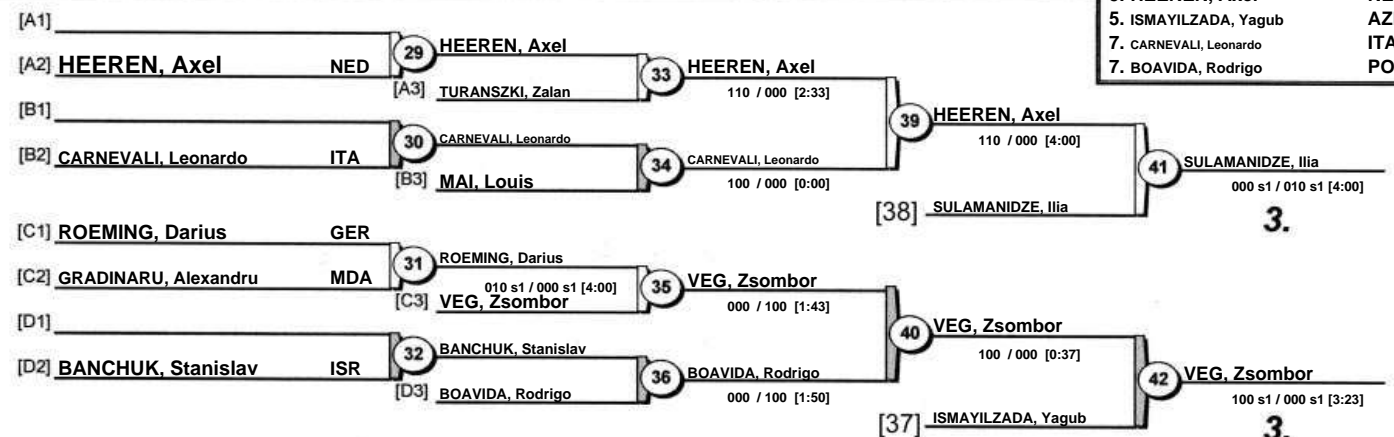 5. ISMAYILZADA, Yagub AZ
7. CARNEVALI, Leonardo ITA
7. BOAVIDA, Rodrigo PO
[A1]
[A2] HEEREN, Axel NED
29
HEEREN, Axel
[A3] TURANSZKI, Zalan
33
HEEREN, Axel
110 / 000 [2:33]
[B1]
[B2] CARNEVALI, Leonardo ITA
30
CARNEVALI, Leonardo
[B3] MAI, Louis
34
CARNEVALI, Leonardo
100 / 000 [0:00]
39
HEEREN, Axel
110 / 000 [4:00]
[38] SULAMANIDZE, Ilia
41
SULAMANIDZE, Ilia
000 s1 / 010 s1 [4:00]
3.
[C1] ROEMING, Darius GER
[C2] GRADINARU, Alexandru MDA
31
ROEMING, Darius
010 s1 / 000 s1 [4:00]
[C3] VEG, Zsombor
35
VEG, Zsombor
000 / 100 [1:43]
[D1]
[D2] BANCHUK, Stanislav ISR
32
BANCHUK, Stanislav
[D3] BOAVIDA, Rodrigo
36
BOAVIDA, Rodrigo
000 / 100 [1:50]
40
VEG, Zsombor
100 / 000 [0:37]
[37] ISMAYILZADA, Yagub
42
VEG, Zsombor
100 s1 / 000 s1 [3:23]
3.